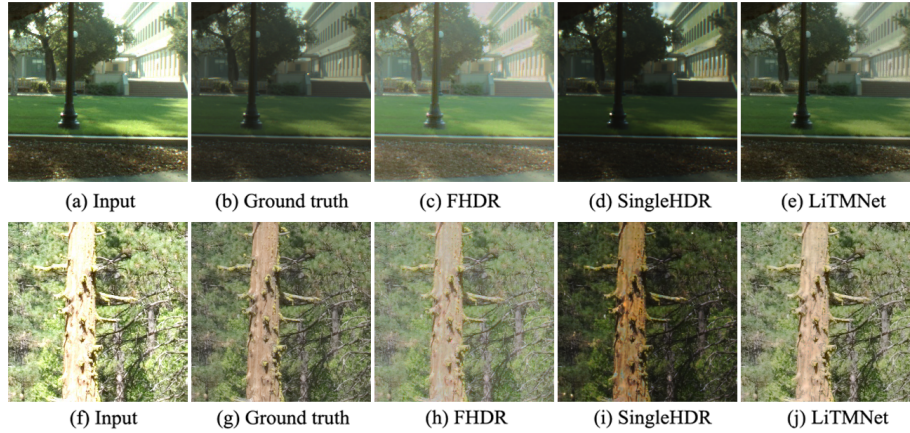 (a) Input (b) Ground truth (c) FHDR (d) SingleHDR (e) LiTMNet
(f) Input (g) Ground truth (h) FHDR (i) SingleHDR (j) LiTMNet